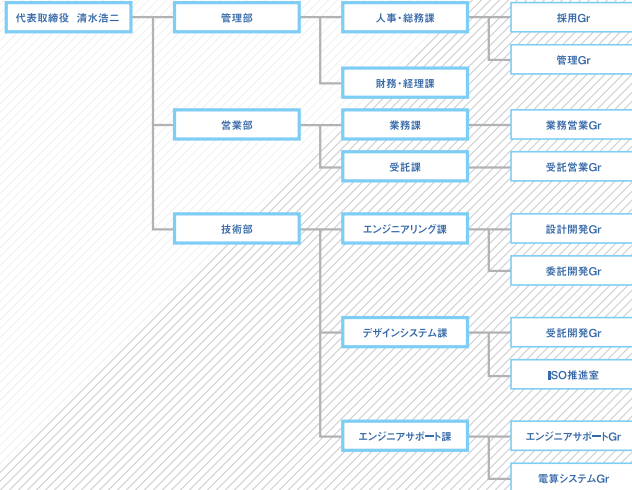 代表取締役 清水浩二
管理部
人事・総務課
採用Gr
管理Gr
財務・経理課
営業部
業務課
業務営業Gr
受託課
受託営業Gr
技術部
エンジニアリング課
設計開発Gr
委託開発Gr
デザインシステム課
受託開発Gr
ISO推進室
エンジニアサポート課
エンジニアサポートGr
電算システムGr